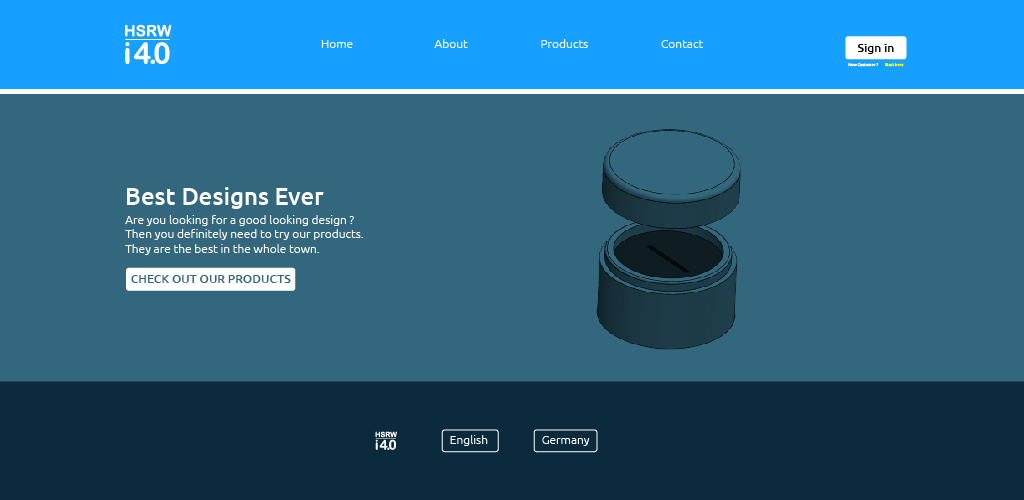 HSRW
i4.0
Home
About
Products
Contact
Sign in
New Customer ? Start here
Best Designs Ever
Are you looking for a good looking design ?
Then you definitely need to try our products.
They are the best in the whole town.
CHECK OUT OUR PRODUCTS
HSRW
i4.0
English
Germany